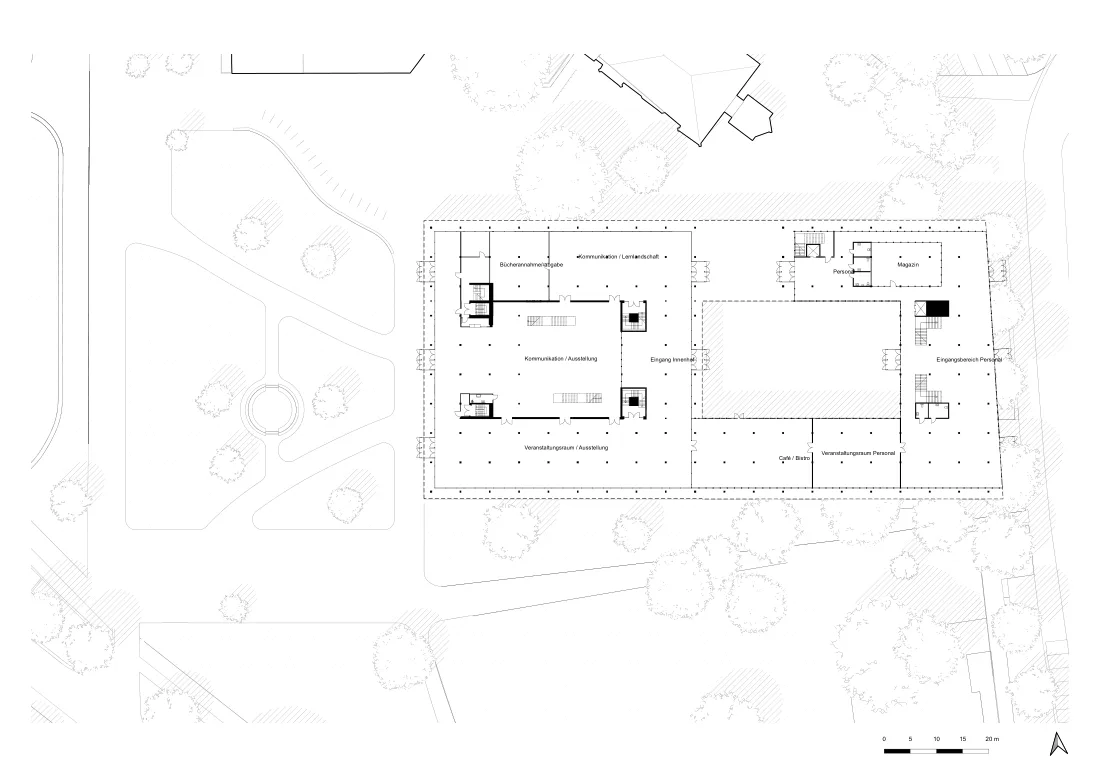 Kommunikation / Lernlandschaft
Bücherannahme/abgabe
Magazin
Personal
Kommunikation / Ausstellung
Eingang Innenhof
Eingangsbereich Personal
Veranstaltungsraum / Ausstellung
Café / Bistro
Veranstaltungsraum Personal
0 5 10 15 20 m